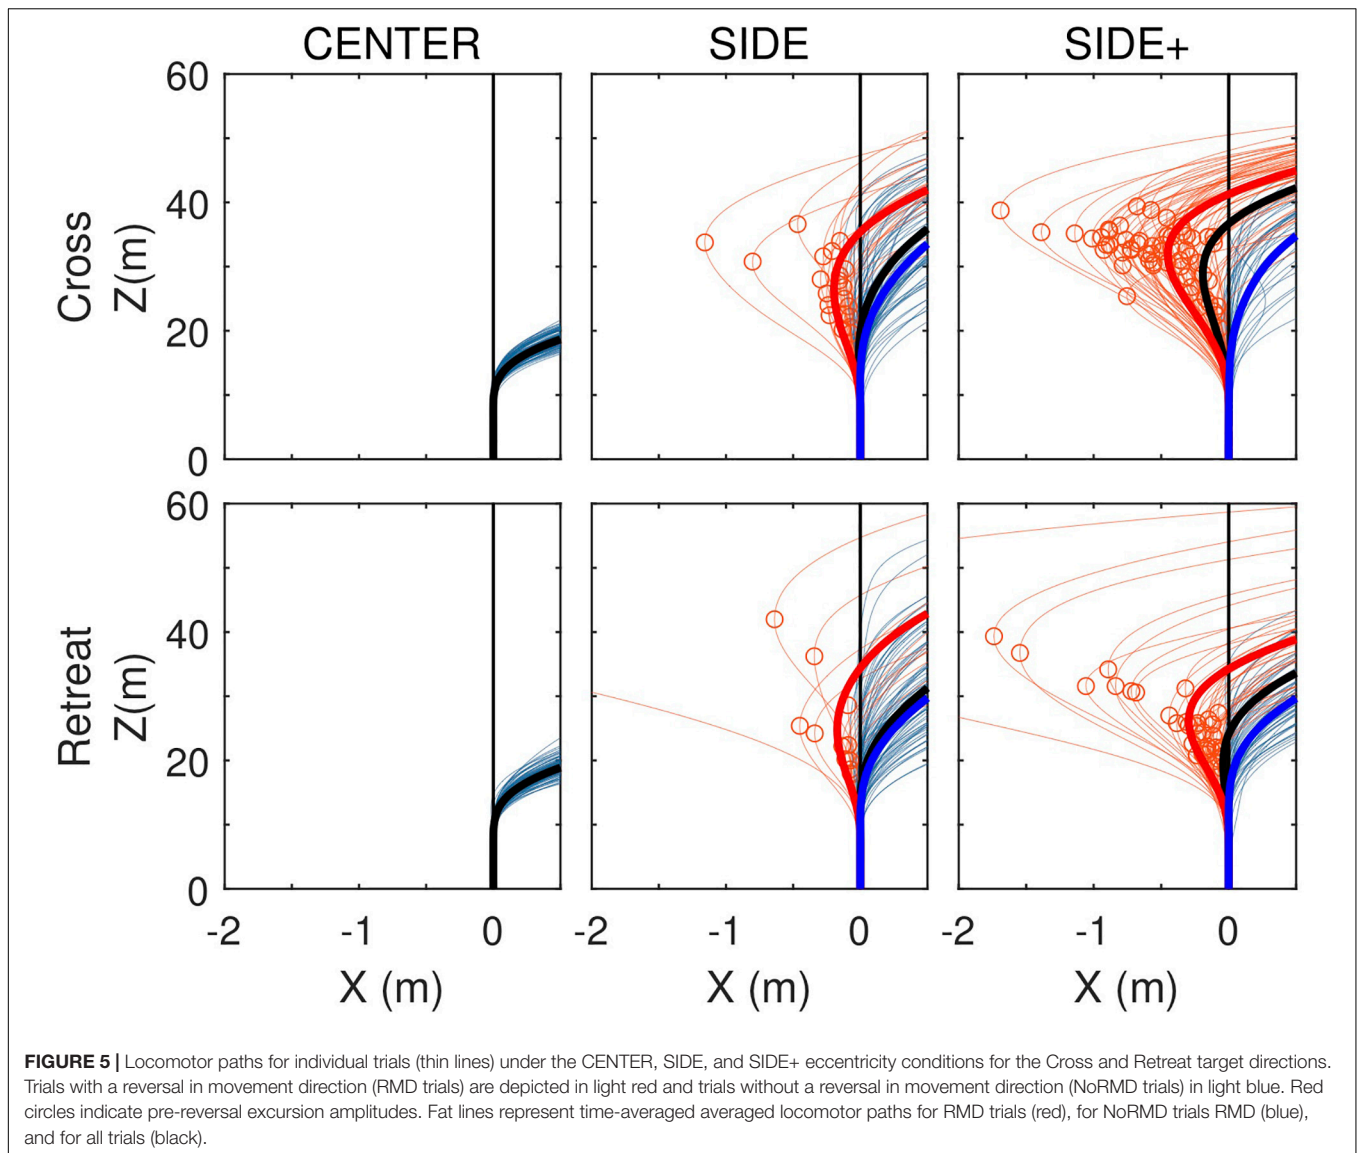 CENTER SIDE SIDE+
Cross
Z(m)
60
40
20
0
Retreat
Z(m)
60
40
20
0
-2 -1 0 -2 -1 0 -2 -1 0
X (m) X (m) X (m)
FIGURE 5 | Locomotor paths for individual trials (thin lines) under the CENTER, SIDE, and SIDE+ eccentricity conditions for the Cross and Retreat target directions.
Trials with a reversal in movement direction (RMD trials) are depicted in light red and trials without a reversal in movement direction (NoRMD trials) in light blue. Red
circles indicate pre-reversal excursion amplitudes. Fat lines represent time-averaged averaged locomotor paths for RMD trials (red), for NoRMD trials RMD (blue),
and for all trials (black).